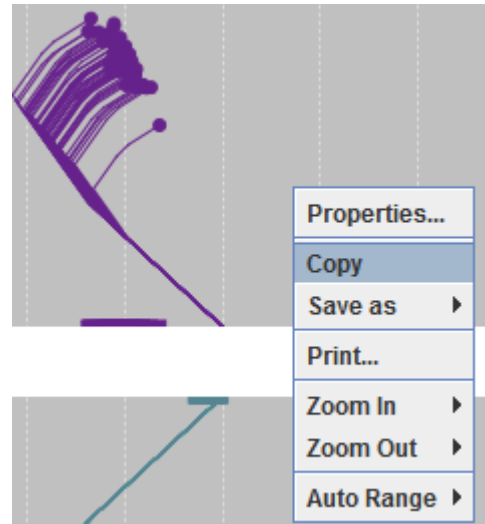 Properties...
Copy
Save as
Print...
Zoom In
Zoom Out
Auto Range